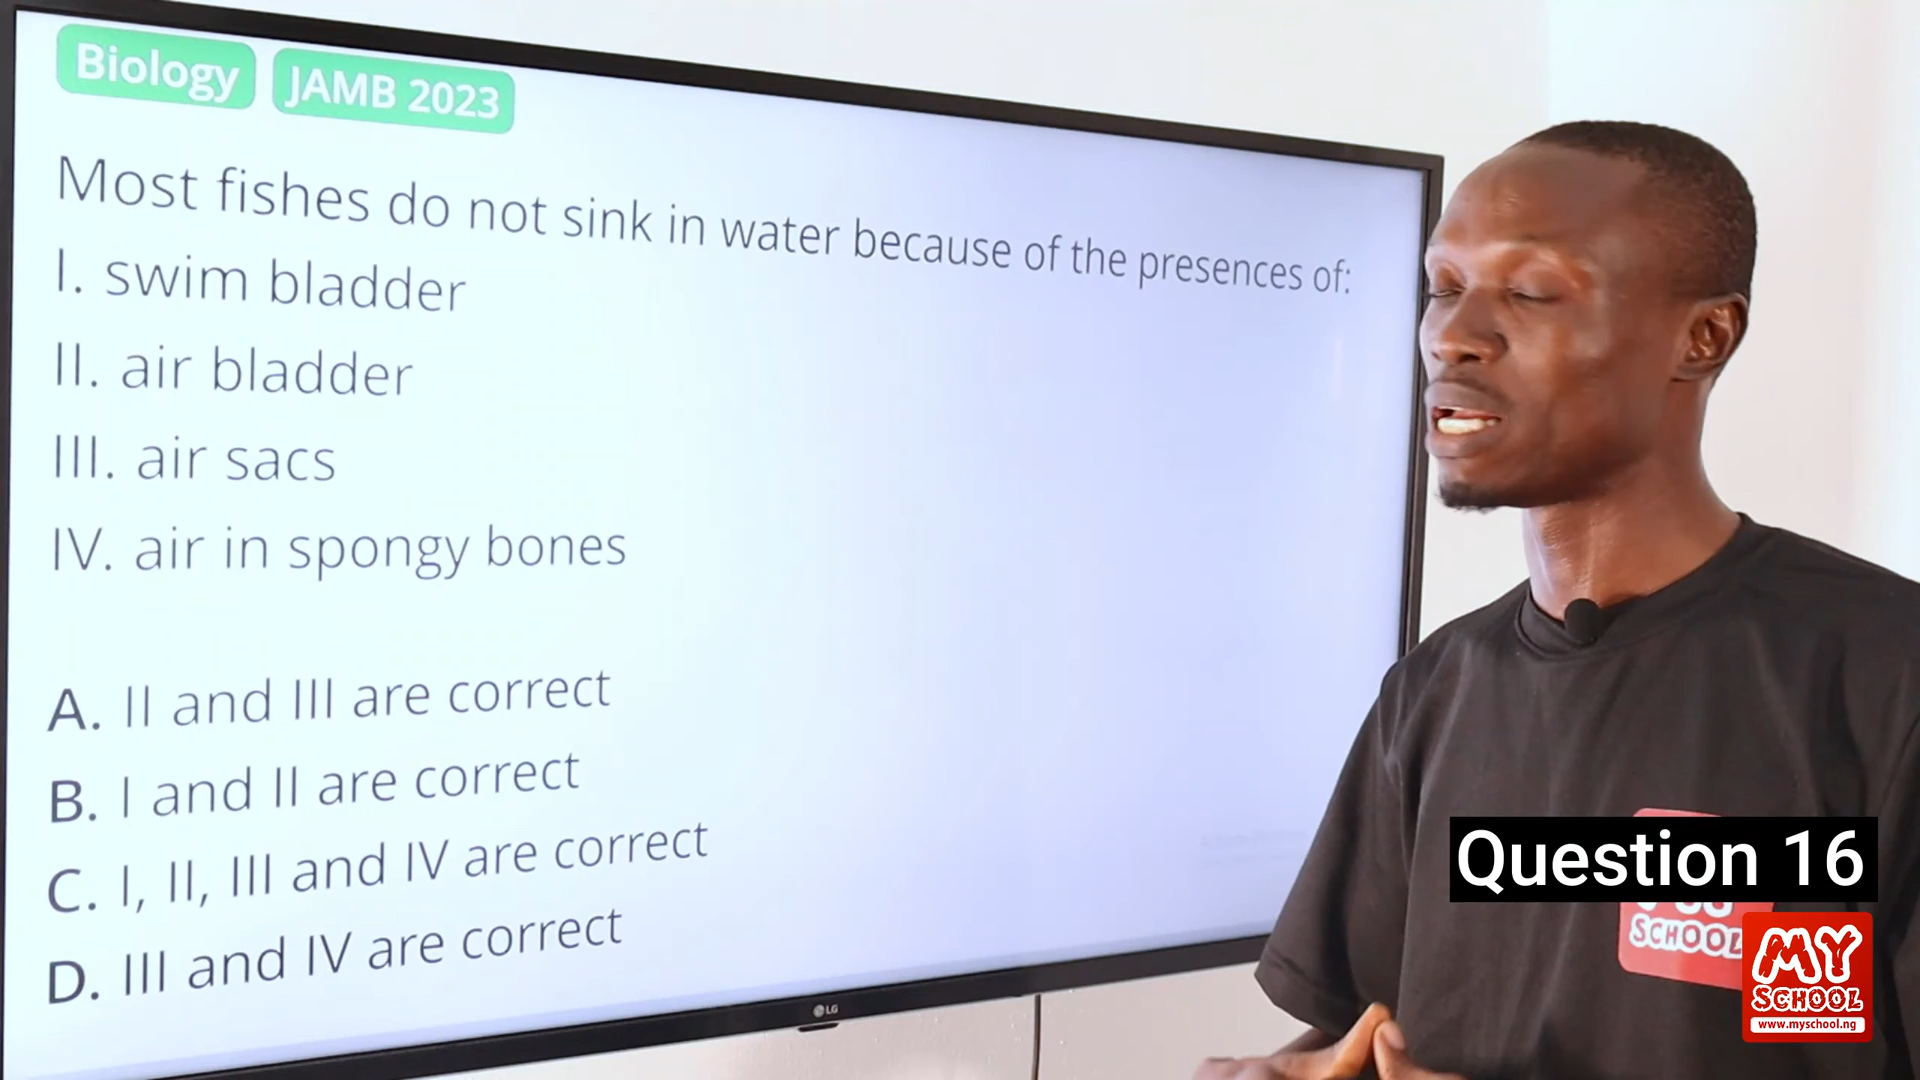 Biology JAMB 2023
Most fishes do not sink in water because of the presences of:
I. swim bladder
II. air bladder
III. air sacs
IV. air in spongy bones
A. II and III are correct
B. I and II are correct
C. I, II, III and IV are correct
D. III and IV are correct
LG
Question 16
SCHOOL
MY
SCHOOL
www.myschool.ng